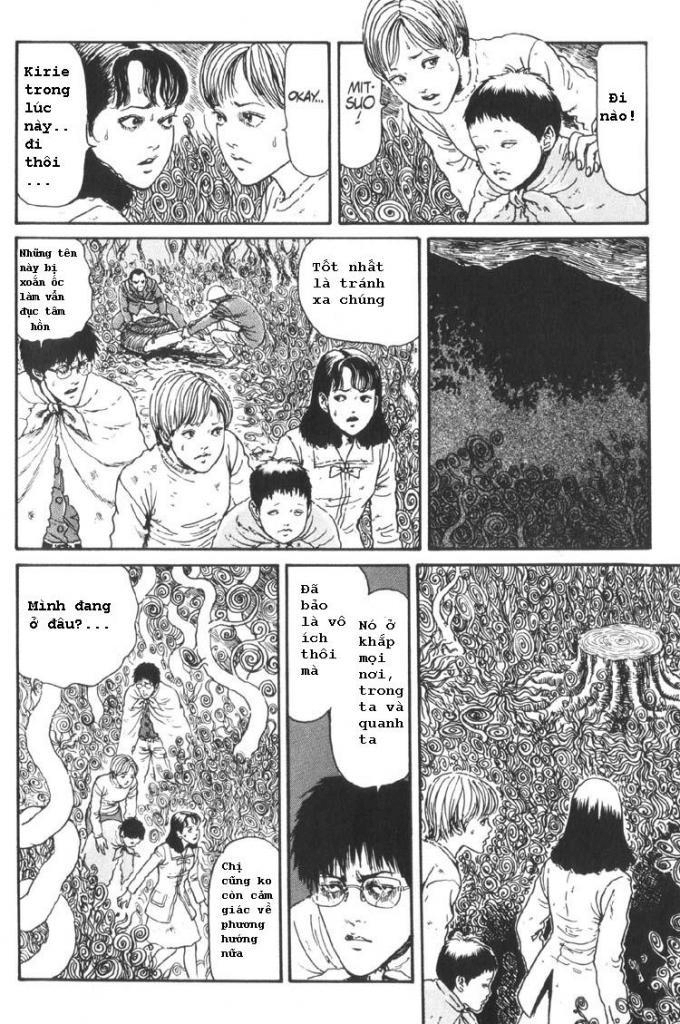 Kirie
trong
lúc
này..
đi
thôi
...
OKAY...
MIT-
SUO!
Đi
nào!
Những tên
này bị
xoắn ốc
làm vẩn
đục tâm
hồn
Tốt nhất
là tránh
xa chúng
Mình đang
ở đâu?...
Chị
cũng ko
còn cảm
giác về
phương
hướng
nữa
Đã
bảo
là vô
ích
thôi
mà
Nó ở
khắp
mọi
nơi,
trong
ta và
quanh
ta